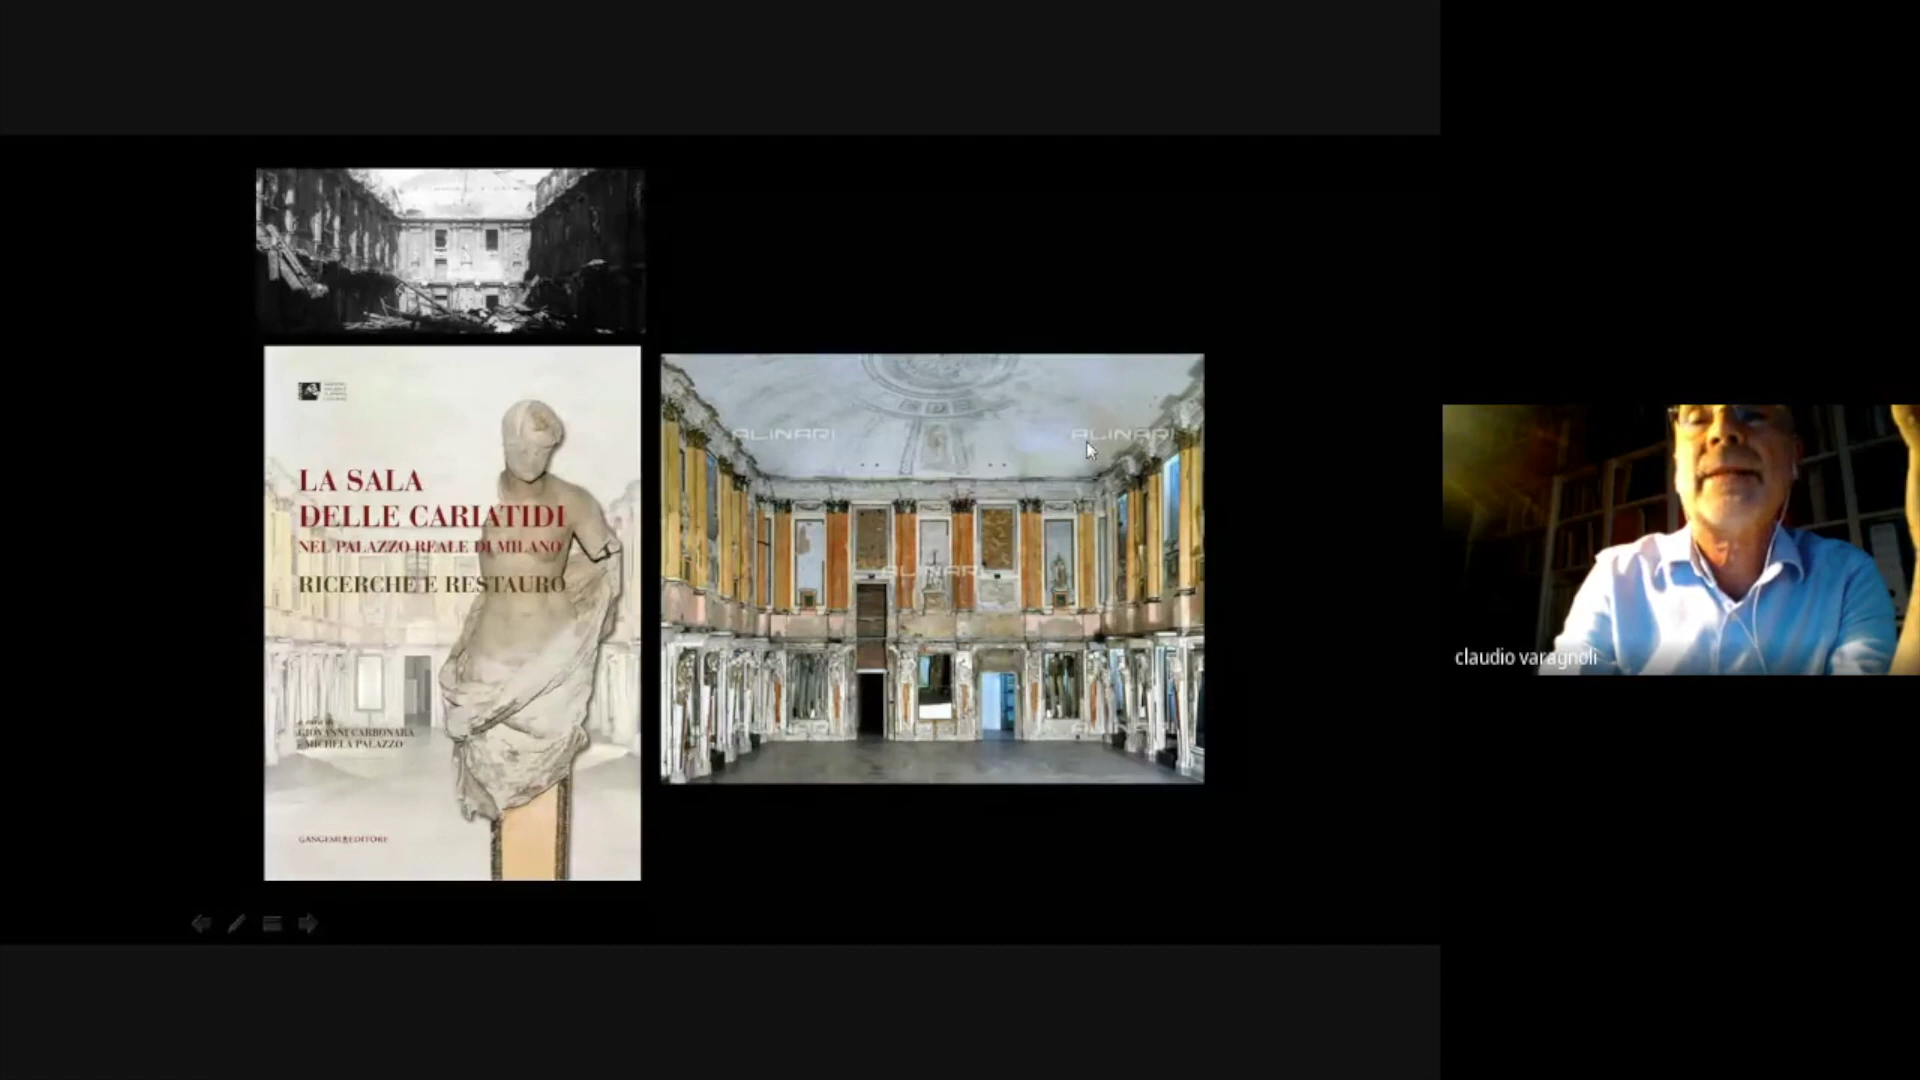 LA SALA
DELLE CARIATIDI
NEL PALAZZO REALE DI MILANO
RICERCHE E RESTAURO
a cura di
GIOVANNI CARBONARA
e MICHELA PALAZZO
GANGEMI EDITORE
ALINARI
ALINARI
ALINARI
claudio varagnoli